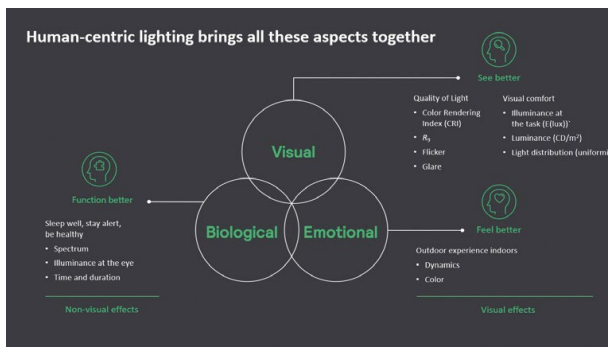 Human-centric lighting brings all these aspects together
See better
Quality of Light
• Color Rendering
Index (CRI)
• R₉
• Flicker
• Glare
Visual comfort
• Illuminance at
the task (E(lux))*
• Luminance (CD/m²)
• Light distribution (uniformi
Visual
Biological
Emotional
Function better
Sleep well, stay alert,
be healthy
• Spectrum
• Illuminance at the eye
• Time and duration
Non-visual effects
Feel better
Outdoor experience indoors
• Dynamics
• Color
Visual effects